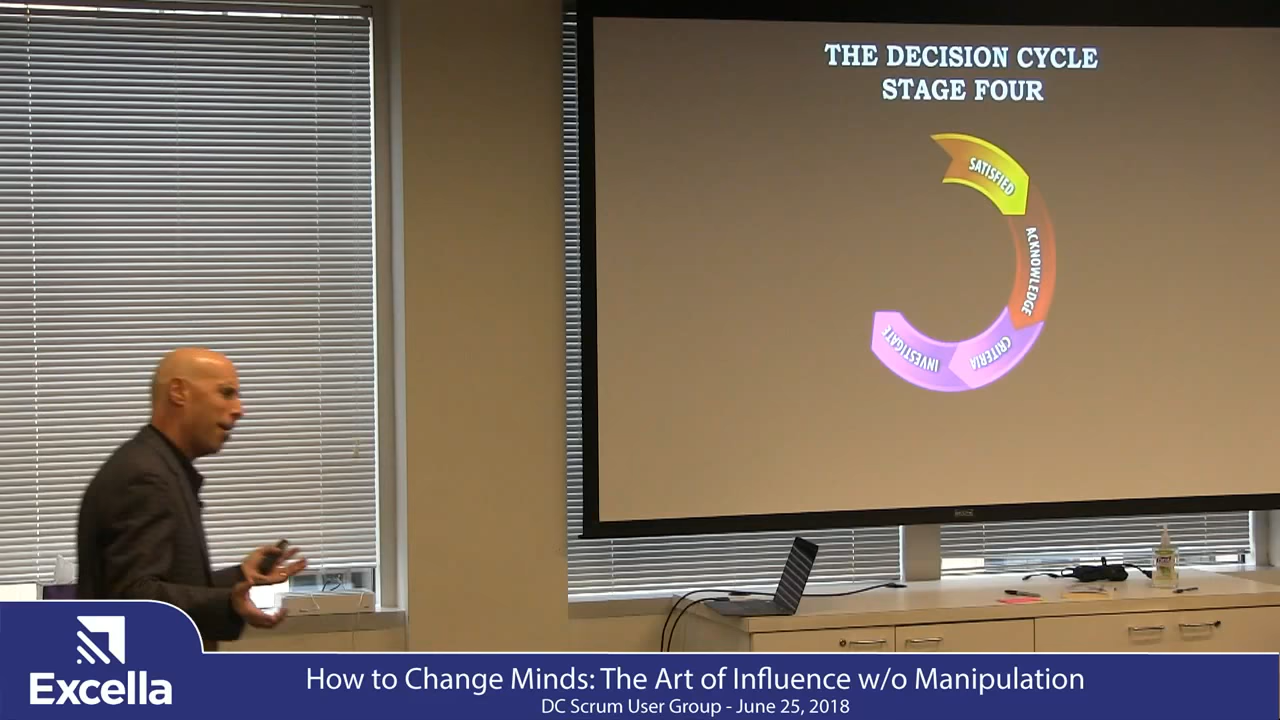 THE DECISION CYCLE
STAGE FOUR
SATISFIED
ACKNOWLEDGE
CRITERIA
INVESTIGATE
Excella
How to Change Minds: The Art of Influence w/o Manipulation
DC Scrum User Group - June 25, 2018